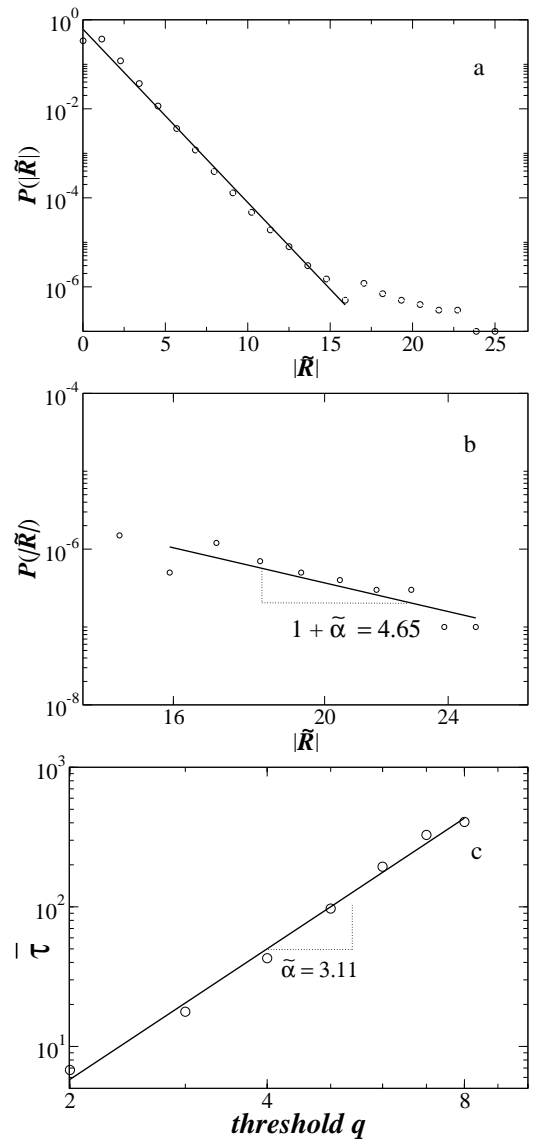 10^0
10^-2
10^-4
10^-6
P(|R̃|)
a
0 5 10 15 20 25
|R̃|
10^-4
10^-6
10^-8
P(|R̃|)
b
1 + α̃ = 4.65
16 20 24
|R̃|
10^3
10^2
10^1
τ̄
c
α̃ = 3.11
2 4 8
threshold q